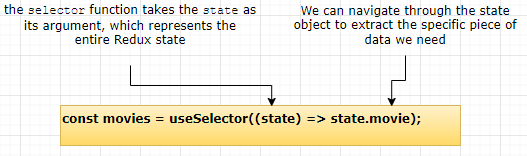 the selector function takes the state as
its argument, which represents the
entire Redux state
We can navigate through the state
object to extract the specific piece of
data we need
const movies = useSelector((state) => state.movie);